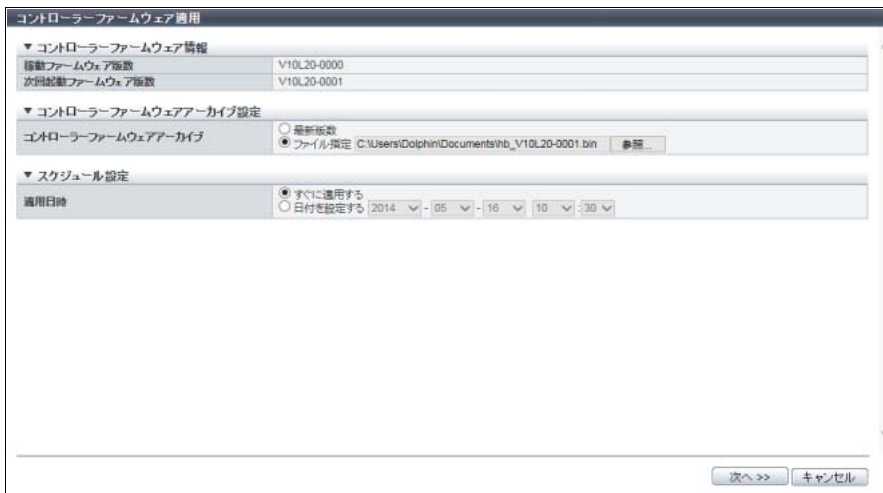 コントローラーファームウェア適用
▼ コントローラーファームウェア情報
稼動ファームウェア版数 V10L20-0000
次回起動ファームウェア版数 V10L20-0001
▼ コントローラーファームウェアアーカイブ設定
コントローラーファームウェアアーカイブ
最新版数
ファイル指定 C:\Users\Dolphin\Documents\hb_V10L20-0001.bin 参照...
▼ スケジュール設定
適用日時
すぐに適用する
日付を設定する 2014 - 05 - 16 10 : 30
次へ >> キャンセル